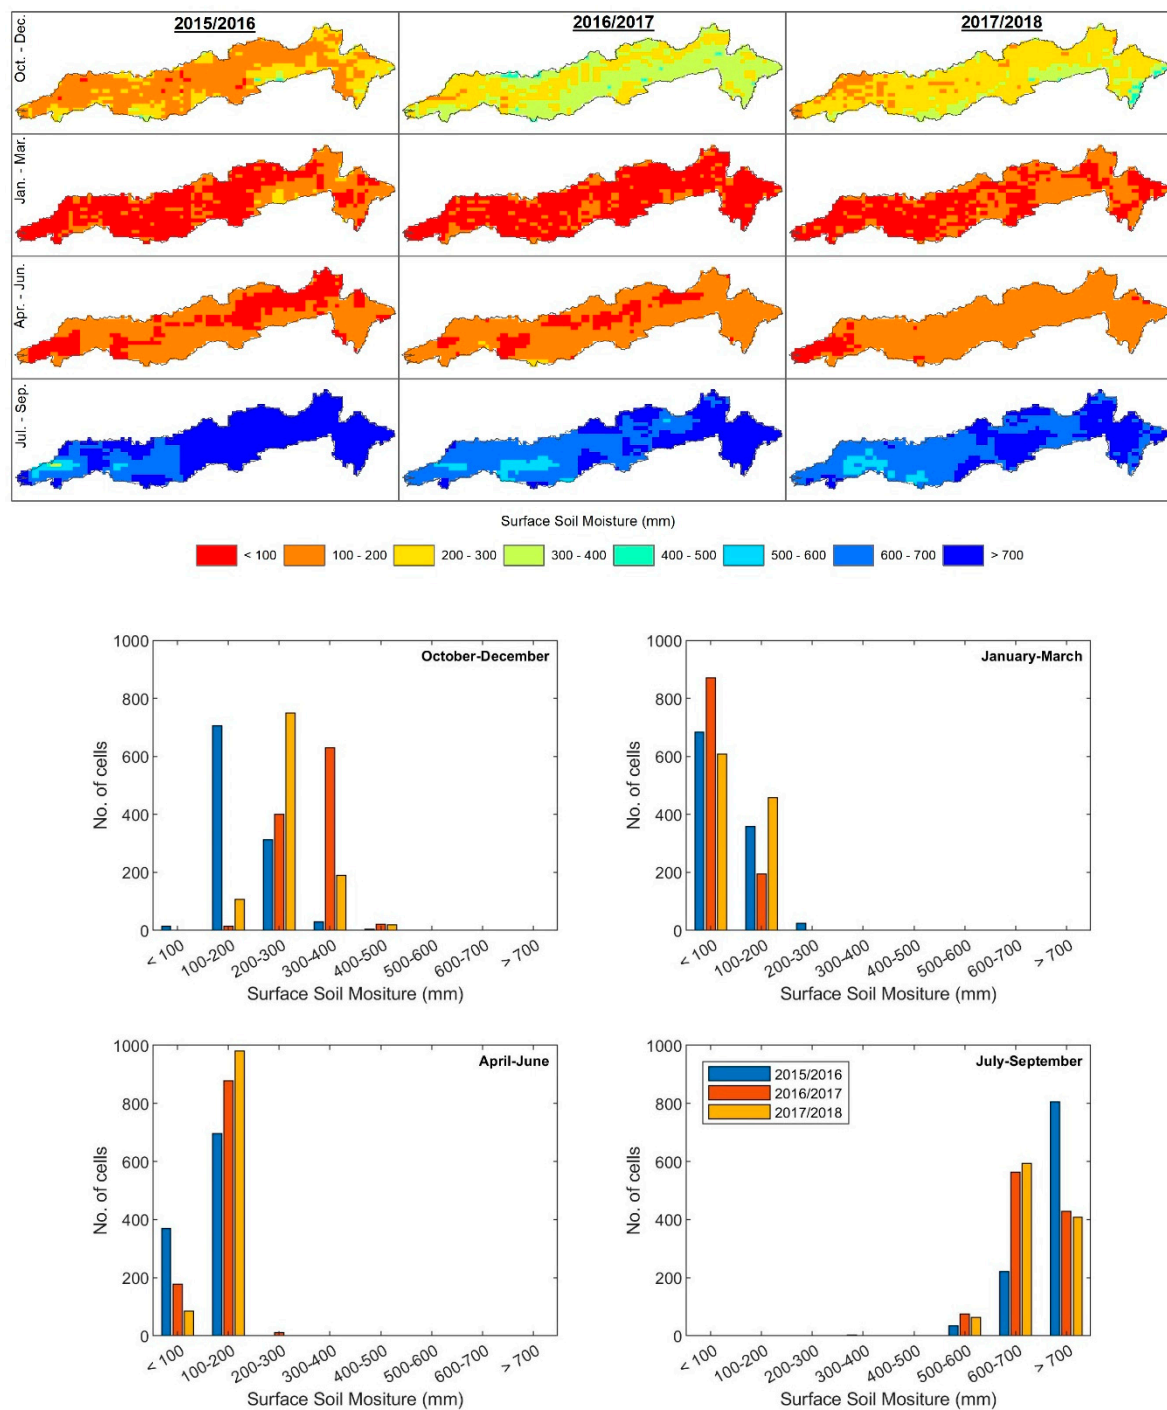 2015/2016 2016/2017 2017/2018
Oct. - Dec.
Jan. - Mar.
Apr. - Jun.
Jul. - Sep.
Surface Soil Moisture (mm)
< 100 100 - 200 200 - 300 300 - 400 400 - 500 500 - 600 600 - 700 > 700
October-December
No. of cells
1000
800
600
400
200
0
< 100 100-200 200-300 300-400 400-500 500-600 600-700 > 700
Surface Soil Mositure (mm)
January-March
No. of cells
1000
800
600
400
200
0
< 100 100-200 200-300 300-400 400-500 500-600 600-700 > 700
Surface Soil Mositure (mm)
April-June
No. of cells
1000
800
600
400
200
0
< 100 100-200 200-300 300-400 400-500 500-600 600-700 > 700
Surface Soil Mositure (mm)
July-September
2015/2016
2016/2017
2017/2018
No. of cells
1000
800
600
400
200
0
< 100 100-200 200-300 300-400 400-500 500-600 600-700 > 700
Surface Soil Mositure (mm)